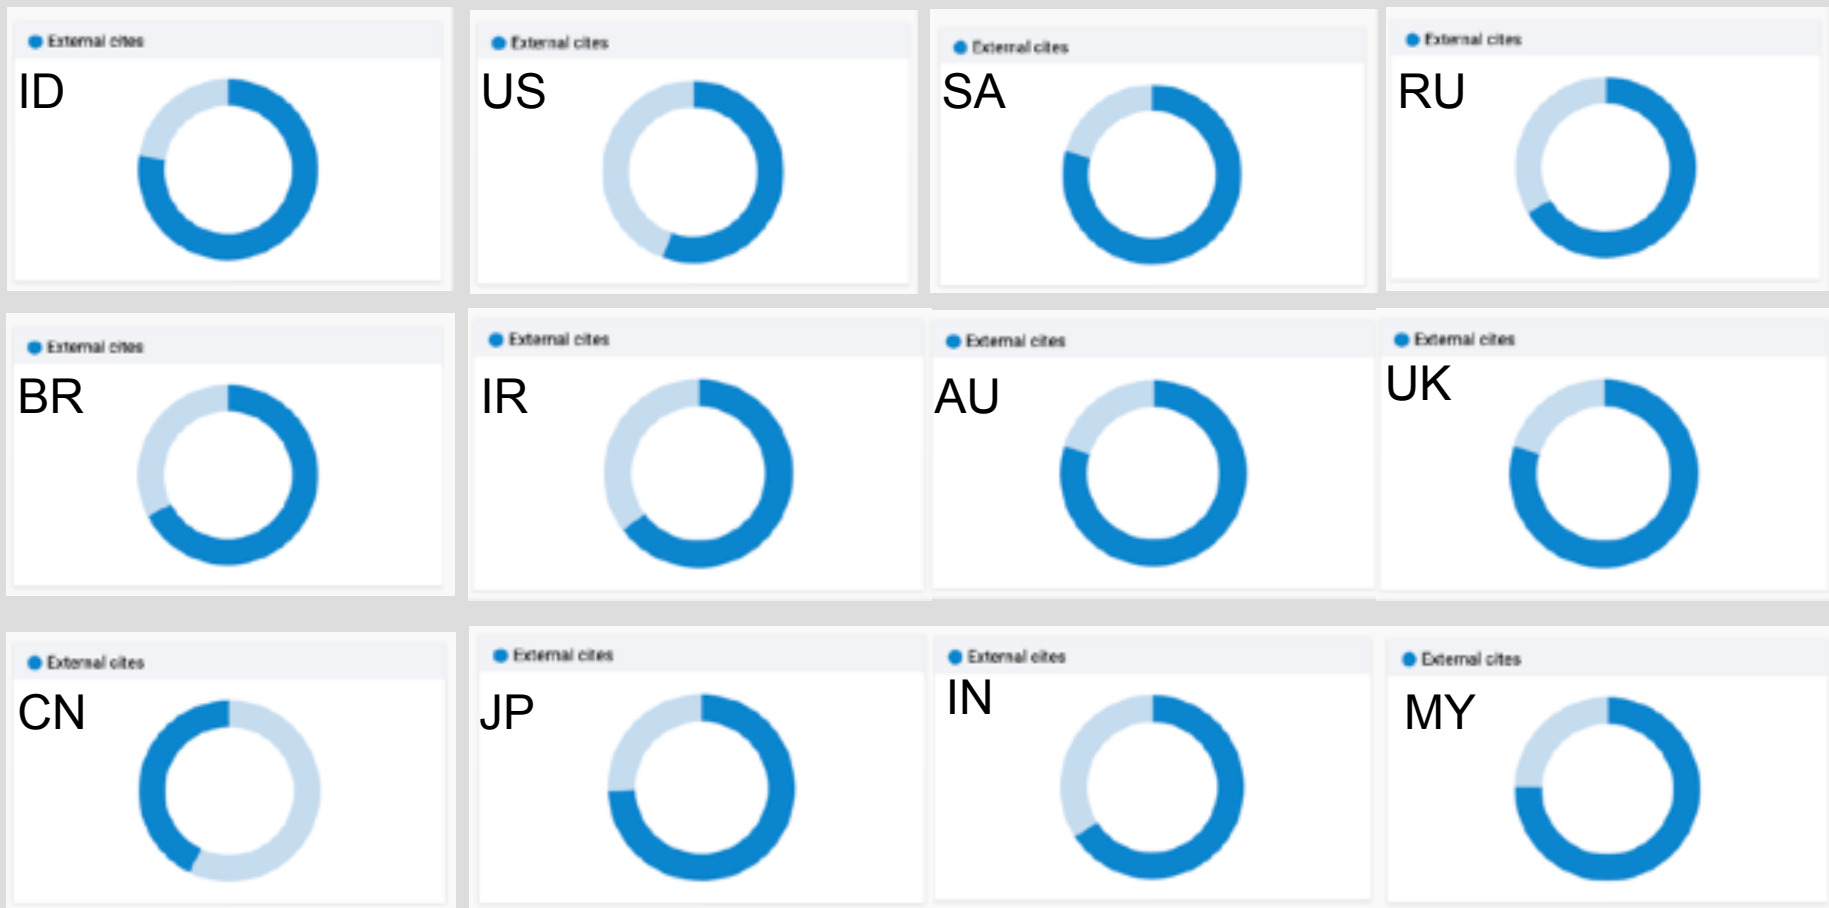 External cites
ID
External cites
US
External cites
SA
External cites
RU
External cites
BR
External cites
IR
External cites
AU
External cites
UK
External cites
CN
External cites
JP
External cites
IN
External cites
MY